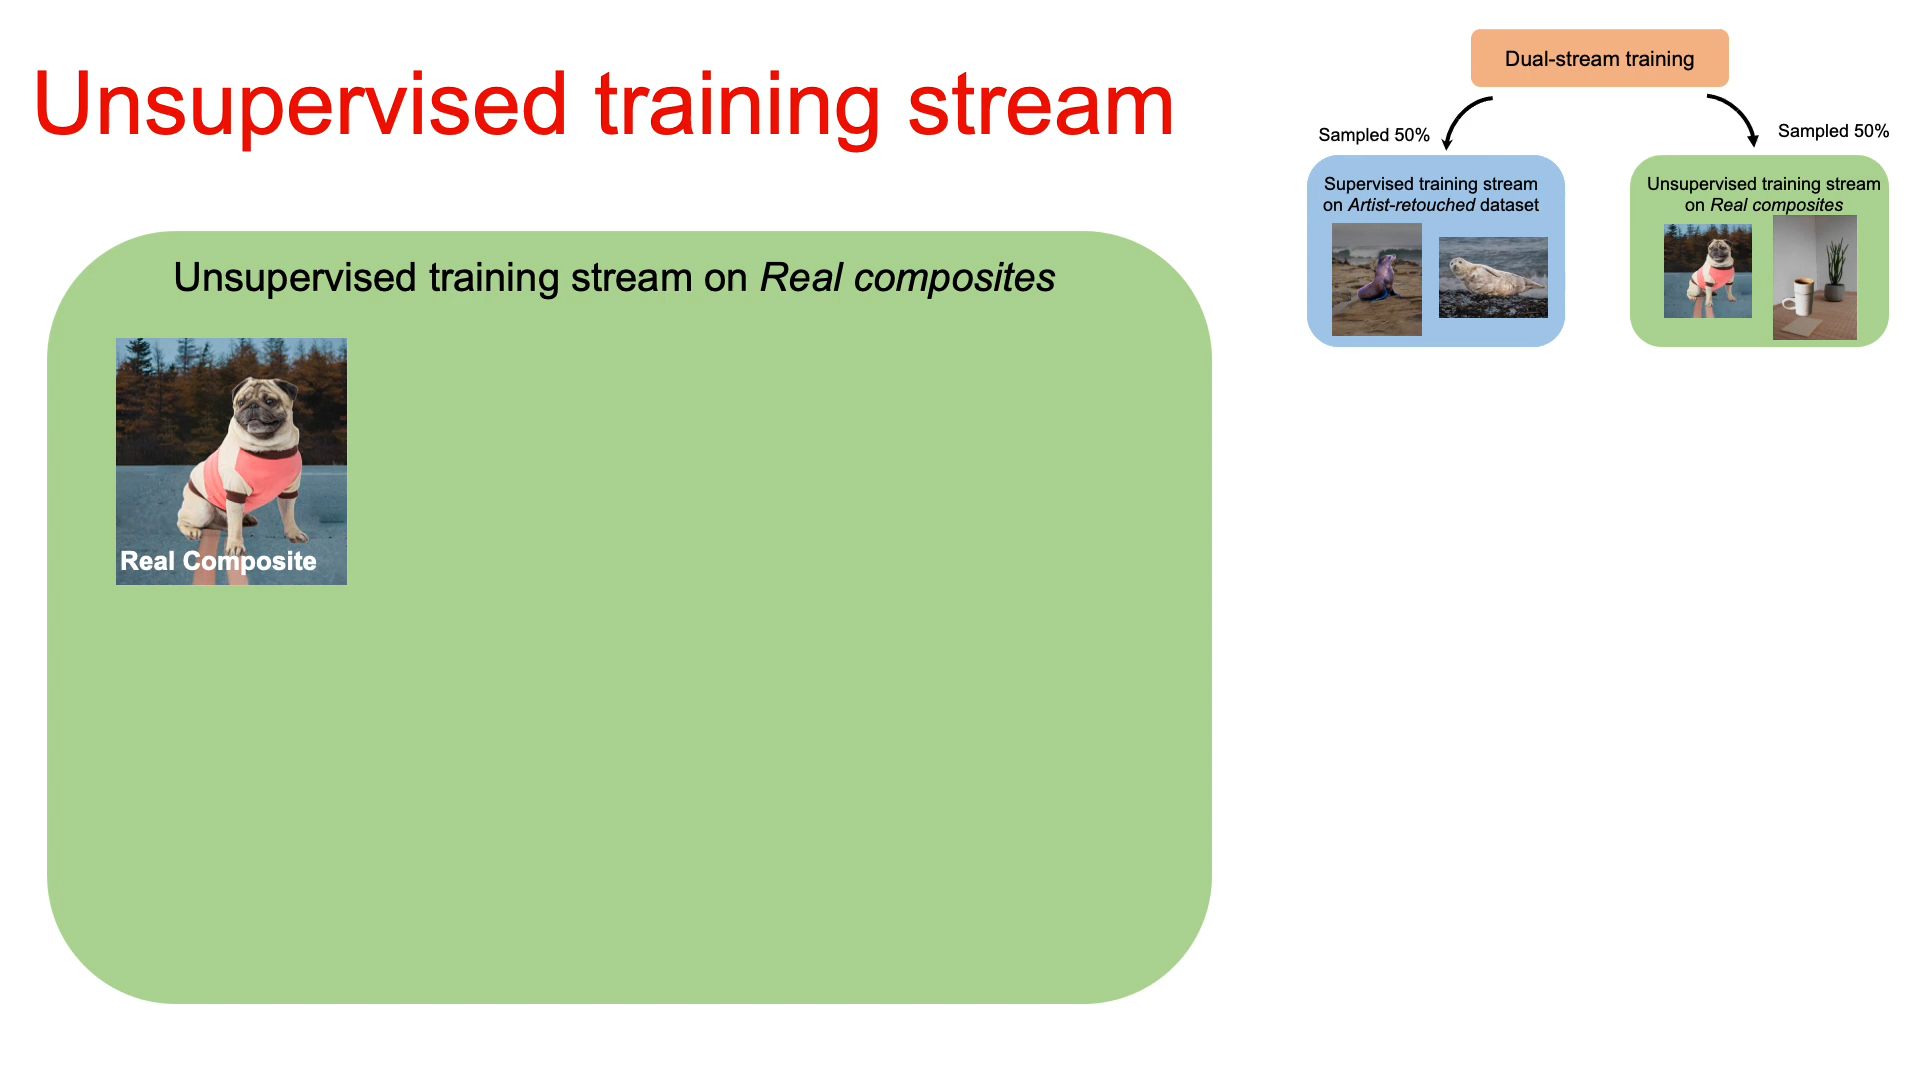 Unsupervised training stream
Dual-stream training
Sampled 50%
Sampled 50%
Supervised training stream
on Artist-retouched dataset
Unsupervised training stream
on Real composites
Unsupervised training stream on Real composites
Real Composite